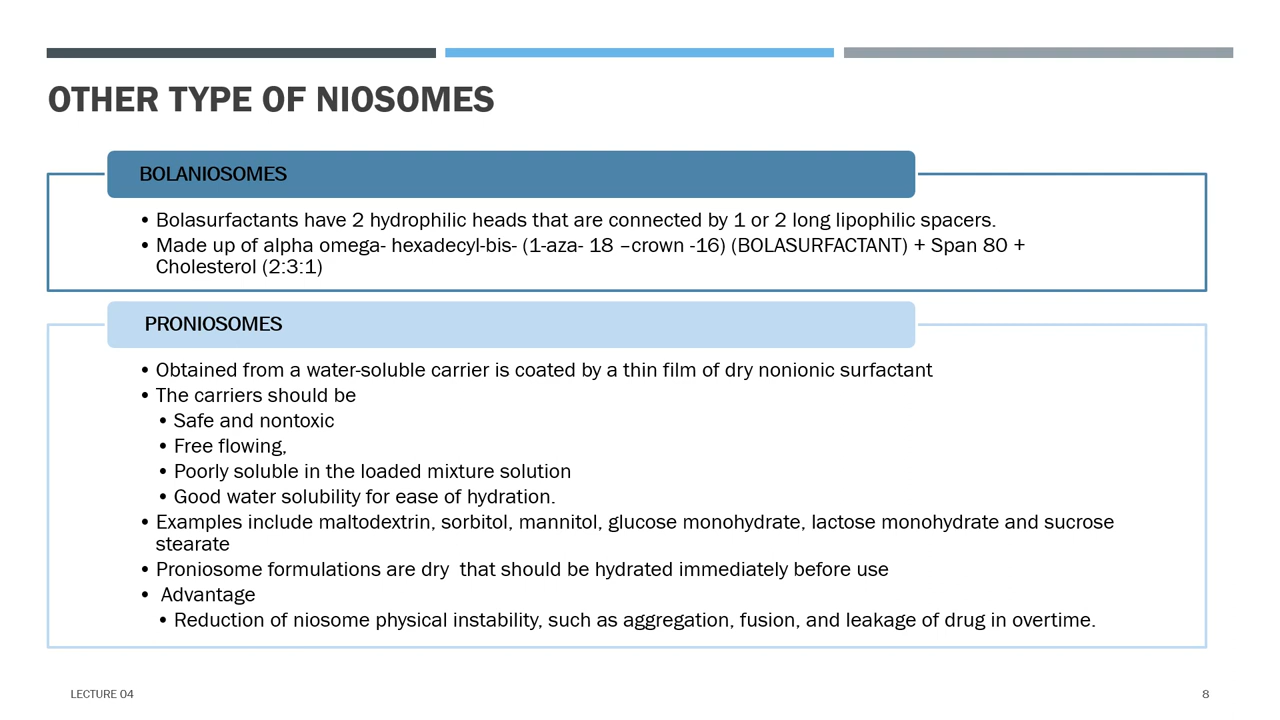 OTHER TYPE OF NIOSOMES
BOLANIOSOMES
• Bolasurfactants have 2 hydrophilic heads that are connected by 1 or 2 long lipophilic spacers.
• Made up of alpha omega- hexadecyl-bis- (1-aza- 18 –crown -16) (BOLASURFACTANT) + Span 80 +
Cholesterol (2:3:1)
PRONIOSOMES
• Obtained from a water-soluble carrier is coated by a thin film of dry nonionic surfactant
• The carriers should be
• Safe and nontoxic
• Free flowing,
• Poorly soluble in the loaded mixture solution
• Good water solubility for ease of hydration.
• Examples include maltodextrin, sorbitol, mannitol, glucose monohydrate, lactose monohydrate and sucrose
stearate
• Proniosome formulations are dry  that should be hydrated immediately before use
• Advantage
• Reduction of niosome physical instability, such as aggregation, fusion, and leakage of drug in overtime.
LECTURE 04
8